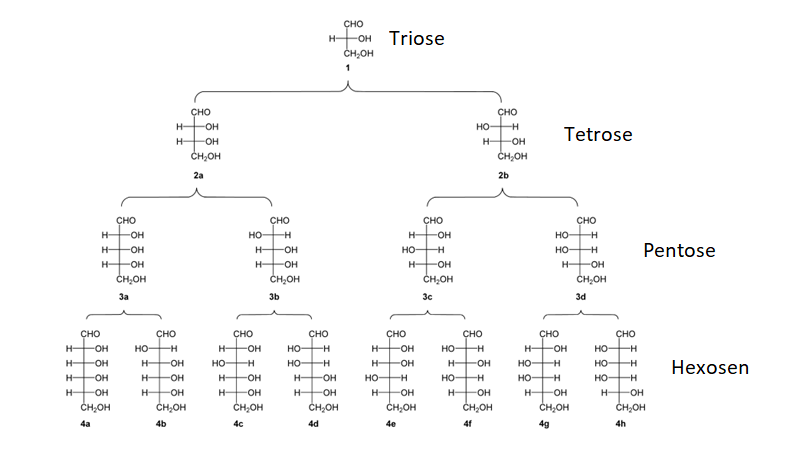 CHO
H OH
CH2OH
1
Triose
CHO
H OH
H OH
CH2OH
2a
CHO
HO H
H OH
CH2OH
2b
Tetrose
CHO
H OH
H OH
H OH
CH2OH
3a
CHO
HO H
H OH
H OH
CH2OH
3b
CHO
H OH
HO H
H OH
CH2OH
3c
CHO
HO H
HO H
H OH
CH2OH
3d
Pentose
CHO
H OH
H OH
H OH
H OH
CH2OH
4a
CHO
HO H
H OH
H OH
H OH
CH2OH
4b
CHO
H OH
HO H
H OH
H OH
CH2OH
4c
CHO
HO H
HO H
H OH
H OH
CH2OH
4d
CHO
H OH
H OH
HO H
H OH
CH2OH
4e
CHO
HO H
H OH
HO H
H OH
CH2OH
4f
CHO
H OH
HO H
HO H
H OH
CH2OH
4g
CHO
HO H
HO H
HO H
H OH
CH2OH
4h
Hexosen